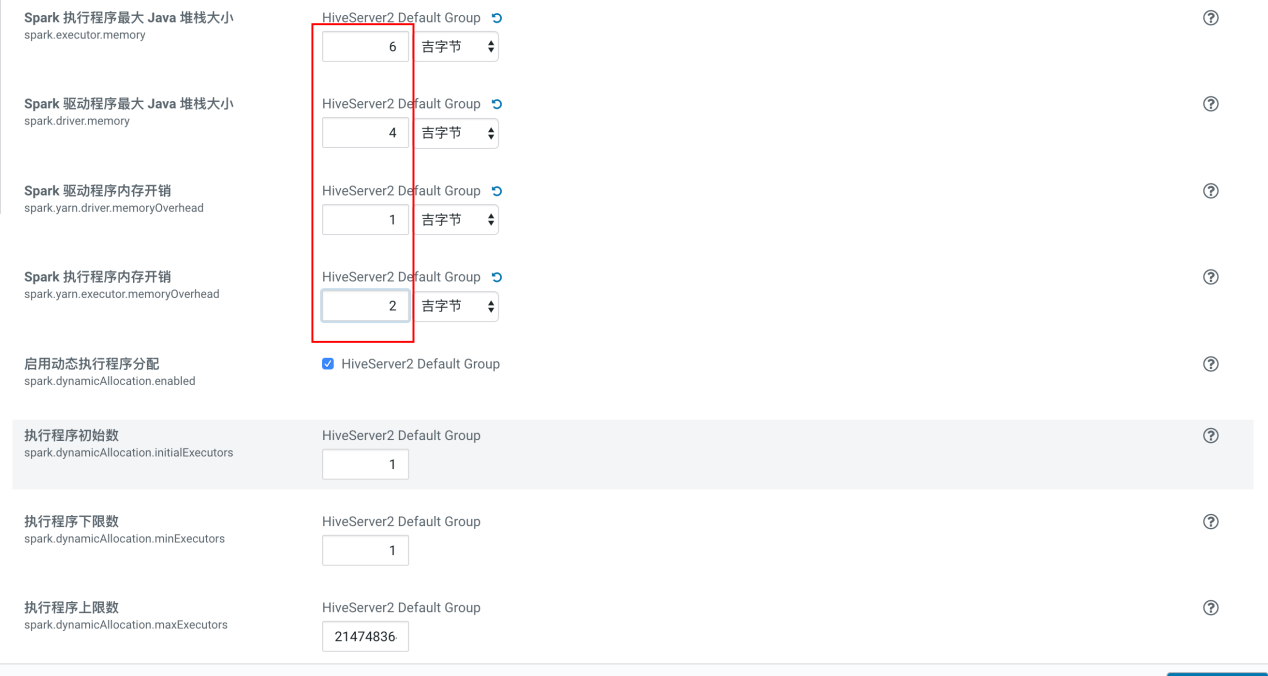 Spark 执行程序最大 Java 堆栈大小
HiveServer2 Default Group
spark.executor.memory
6 吉字节
Spark 驱动程序最大 Java 堆栈大小
HiveServer2 Default Group
spark.driver.memory
4 吉字节
Spark 驱动程序内存开销
HiveServer2 Default Group
spark.yarn.driver.memoryOverhead
1 吉字节
Spark 执行程序内存开销
HiveServer2 Default Group
spark.yarn.executor.memoryOverhead
2 吉字节
启用动态执行程序分配
HiveServer2 Default Group
spark.dynamicAllocation.enabled
执行程序初始数
HiveServer2 Default Group
spark.dynamicAllocation.initialExecutors
1
执行程序下限数
HiveServer2 Default Group
spark.dynamicAllocation.minExecutors
1
执行程序上限数
HiveServer2 Default Group
spark.dynamicAllocation.maxExecutors
21474836